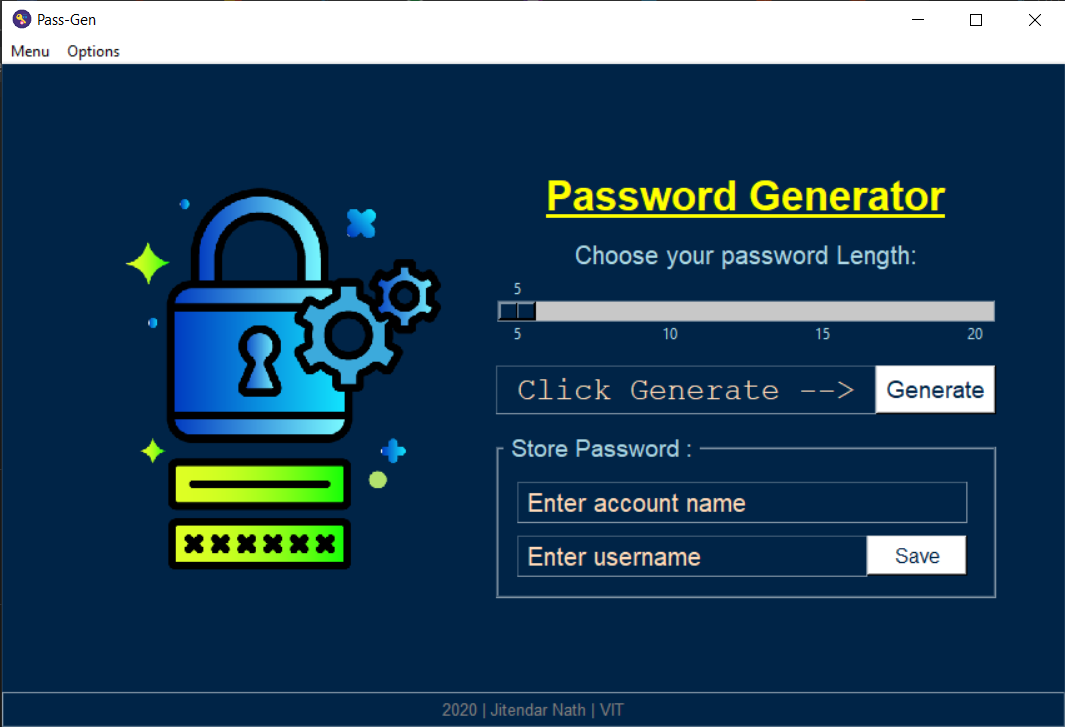 Pass-Gen
Menu Options
Password Generator
Choose your password Length:
5
5 10 15 20
Click Generate --> Generate
Store Password :
Enter account name
Enter username Save
2020 | Jitendar Nath | VIT